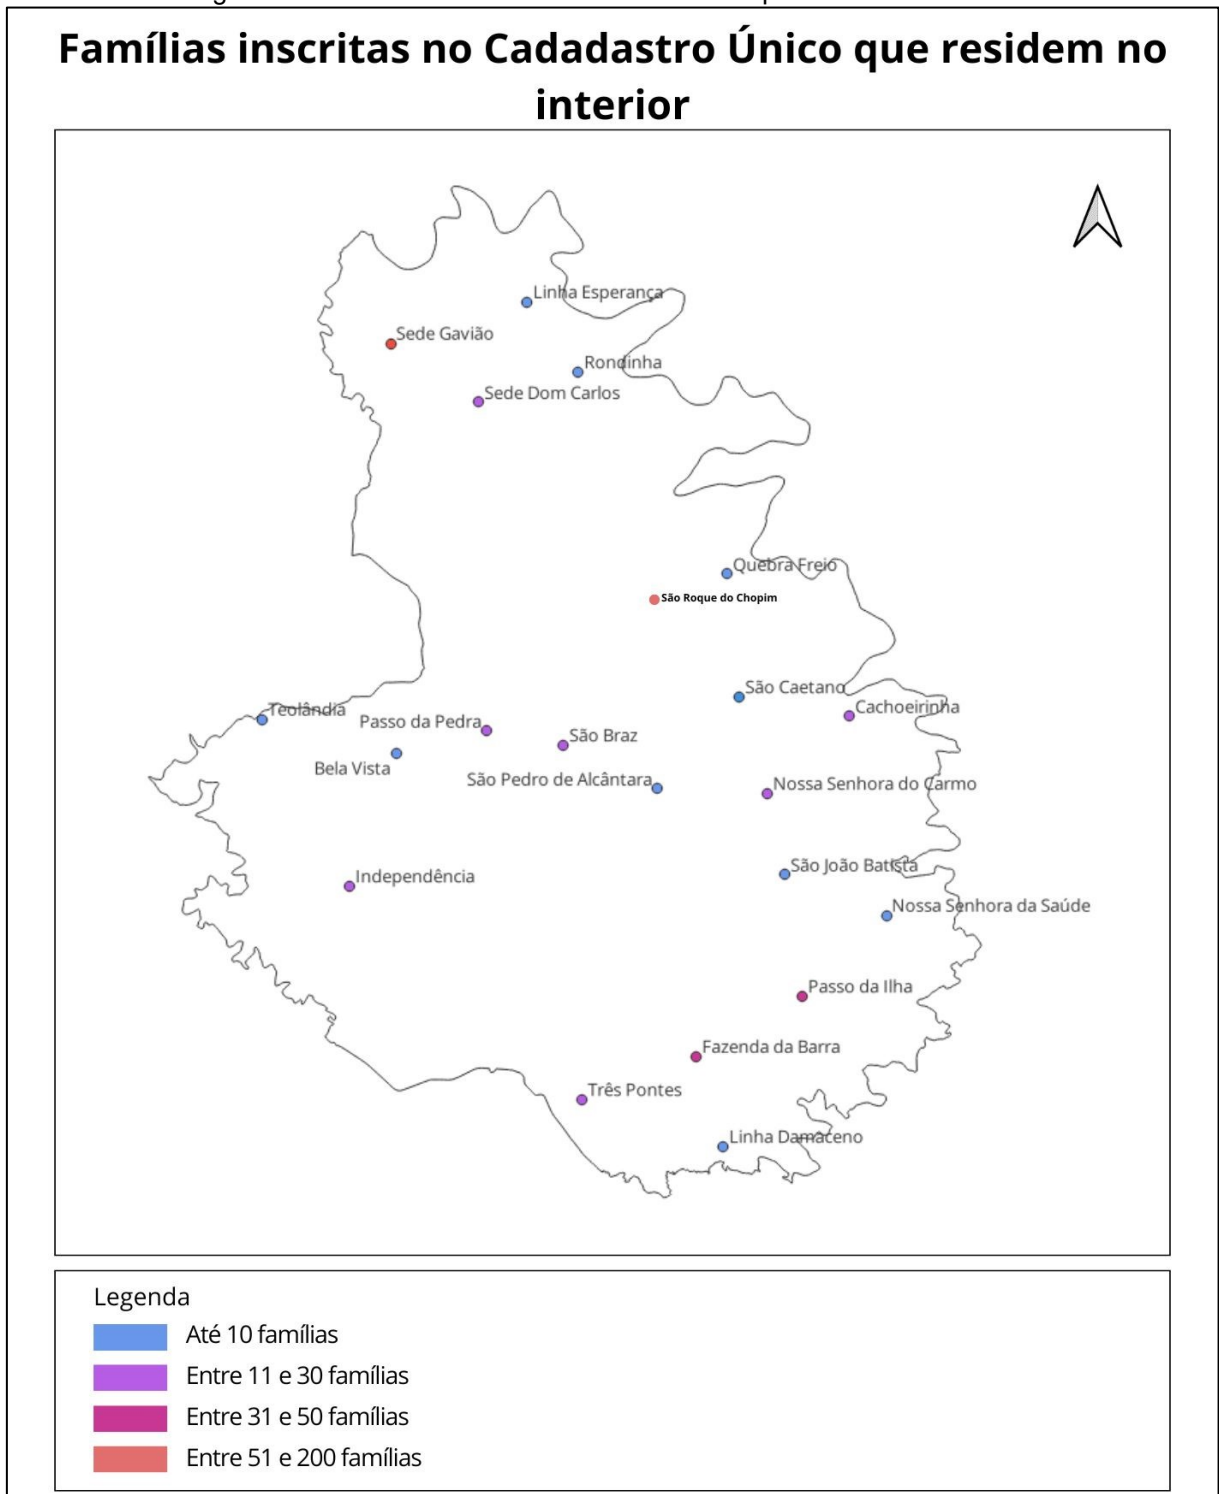 Famílias inscritas no Cadadastro Único que residem no
interior
Linha Esperança
Sede Gavião
Rondinha
Sede Dom Carlos
Quebra Freio
São Roque do Chopim
São Caetano
Teolândia
Cachoeirinha
Passo da Pedra
São Braz
Bela Vista
São Pedro de Alcântara
Nossa Senhora do Carmo
São João Batista
Independência
Nossa Senhora da Saúde
Passo da Ilha
Fazenda da Barra
Três Pontes
Linha Damaceno
Legenda
Até 10 famílias
Entre 11 e 30 famílias
Entre 31 e 50 famílias
Entre 51 e 200 famílias